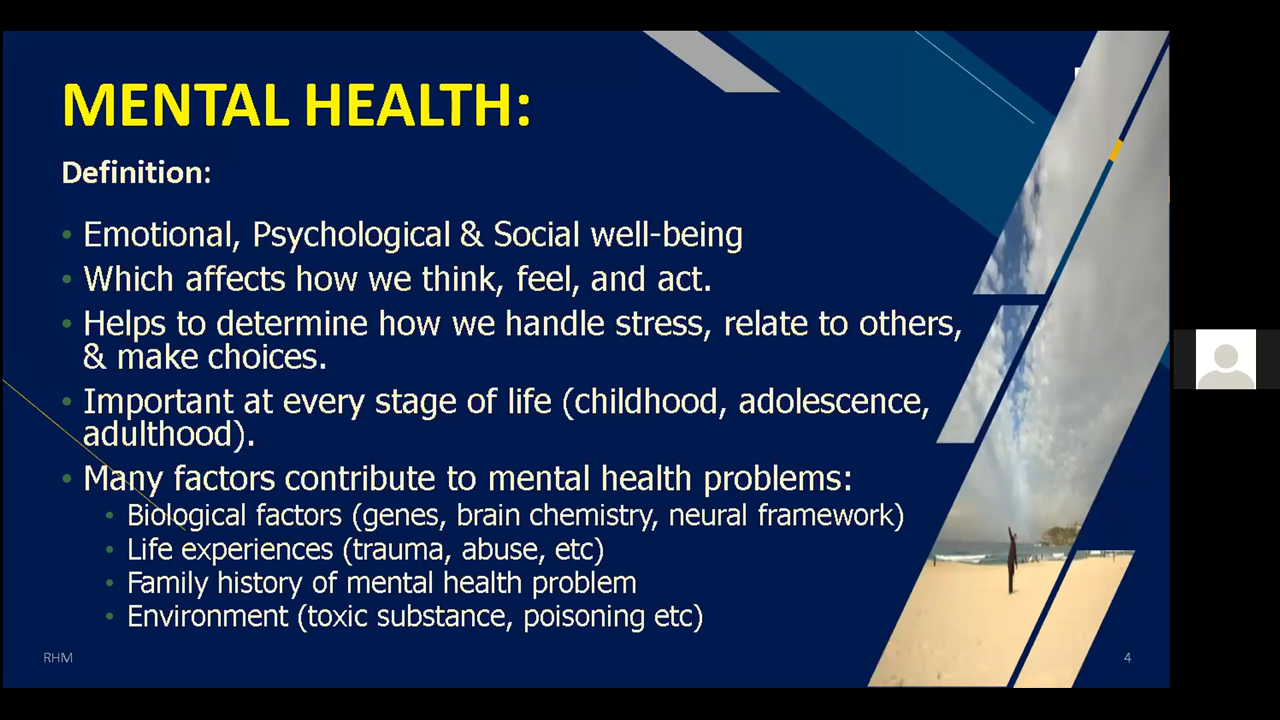 MENTAL HEALTH:
Definition:
• Emotional, Psychological & Social well-being
• Which affects how we think, feel, and act.
• Helps to determine how we handle stress, relate to others,
& make choices.
• Important at every stage of life (childhood, adolescence,
adulthood).
• Many factors contribute to mental health problems:
• Biological factors (genes, brain chemistry, neural framework)
• Life experiences (trauma, abuse, etc)
• Family history of mental health problem
• Environment (toxic substance, poisoning etc)
RHM
4